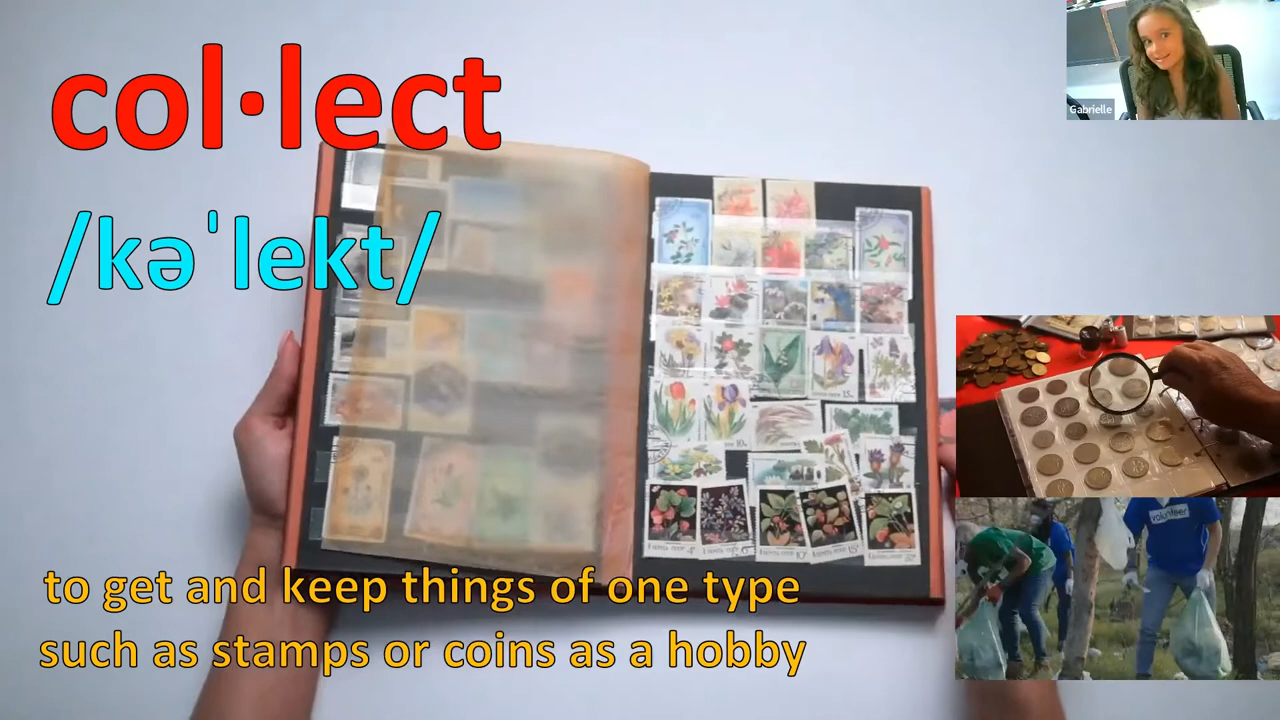 col·lect
/kəˈlekt/
to get and keep things of one type
such as stamps or coins as a hobby
Gabrielle
volunteer